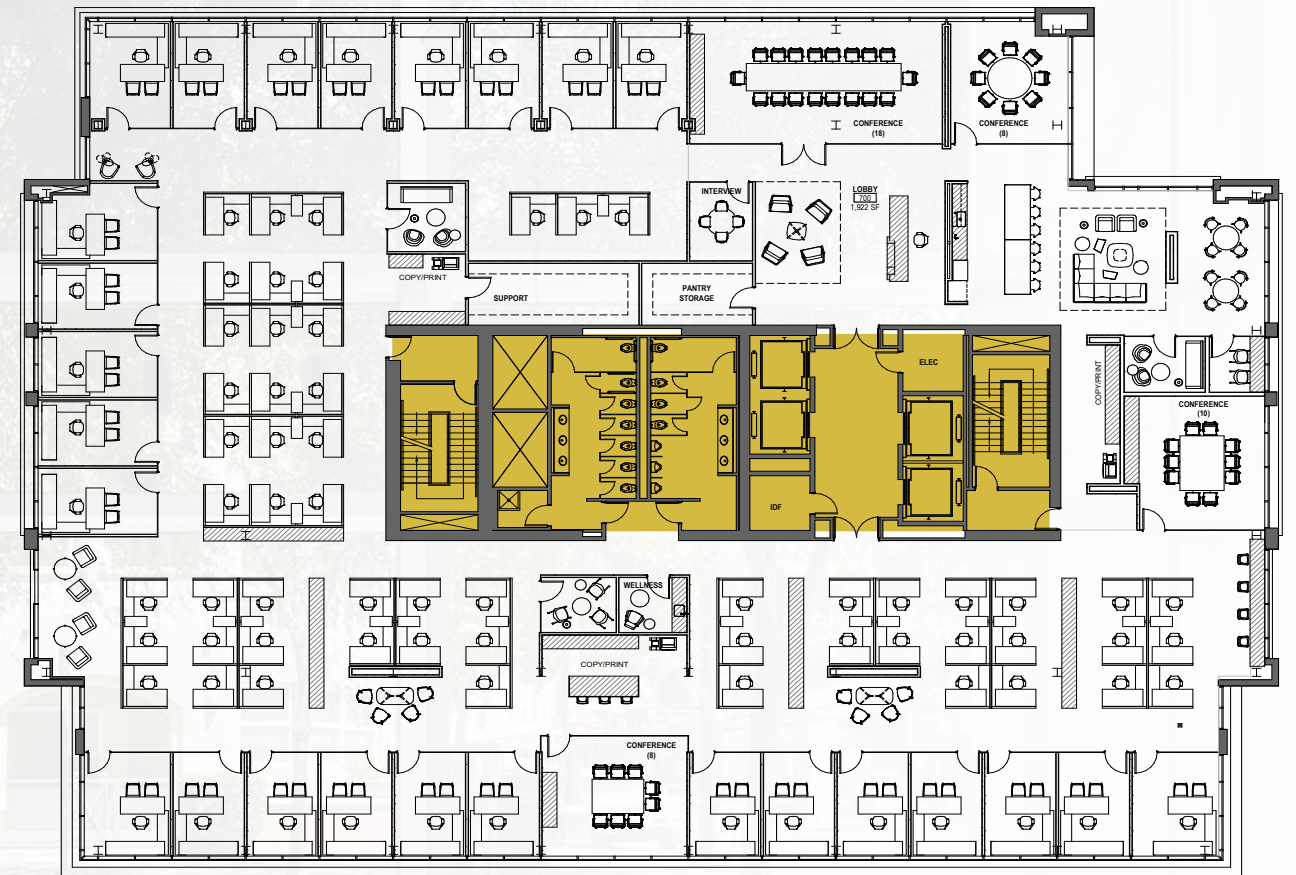 CONFERENCE
(18)
CONFERENCE
(8)
INTERVIEW
LOBBY
700
1,922 SF
COPY/PRINT
SUPPORT
PANTRY
STORAGE
ELEC
COPY/PRINT
CONFERENCE
(10)
IDF
WELLNESS
COPY/PRINT
CONFERENCE
(8)